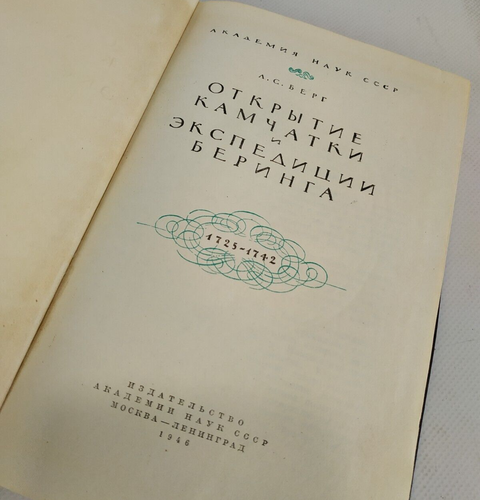 АКАДЕМИЯ НАУК СССР
Л. С. БЕРГ
ОТКРЫТИЕ
КАМЧАТКИ
И
ЭКСПЕДИЦИИ
БЕРИНГА
1725–1742
ИЗДАТЕЛЬСТВО
АКАДЕМИИ НАУК СССР
МОСКВА—ЛЕНИНГРАД
1946